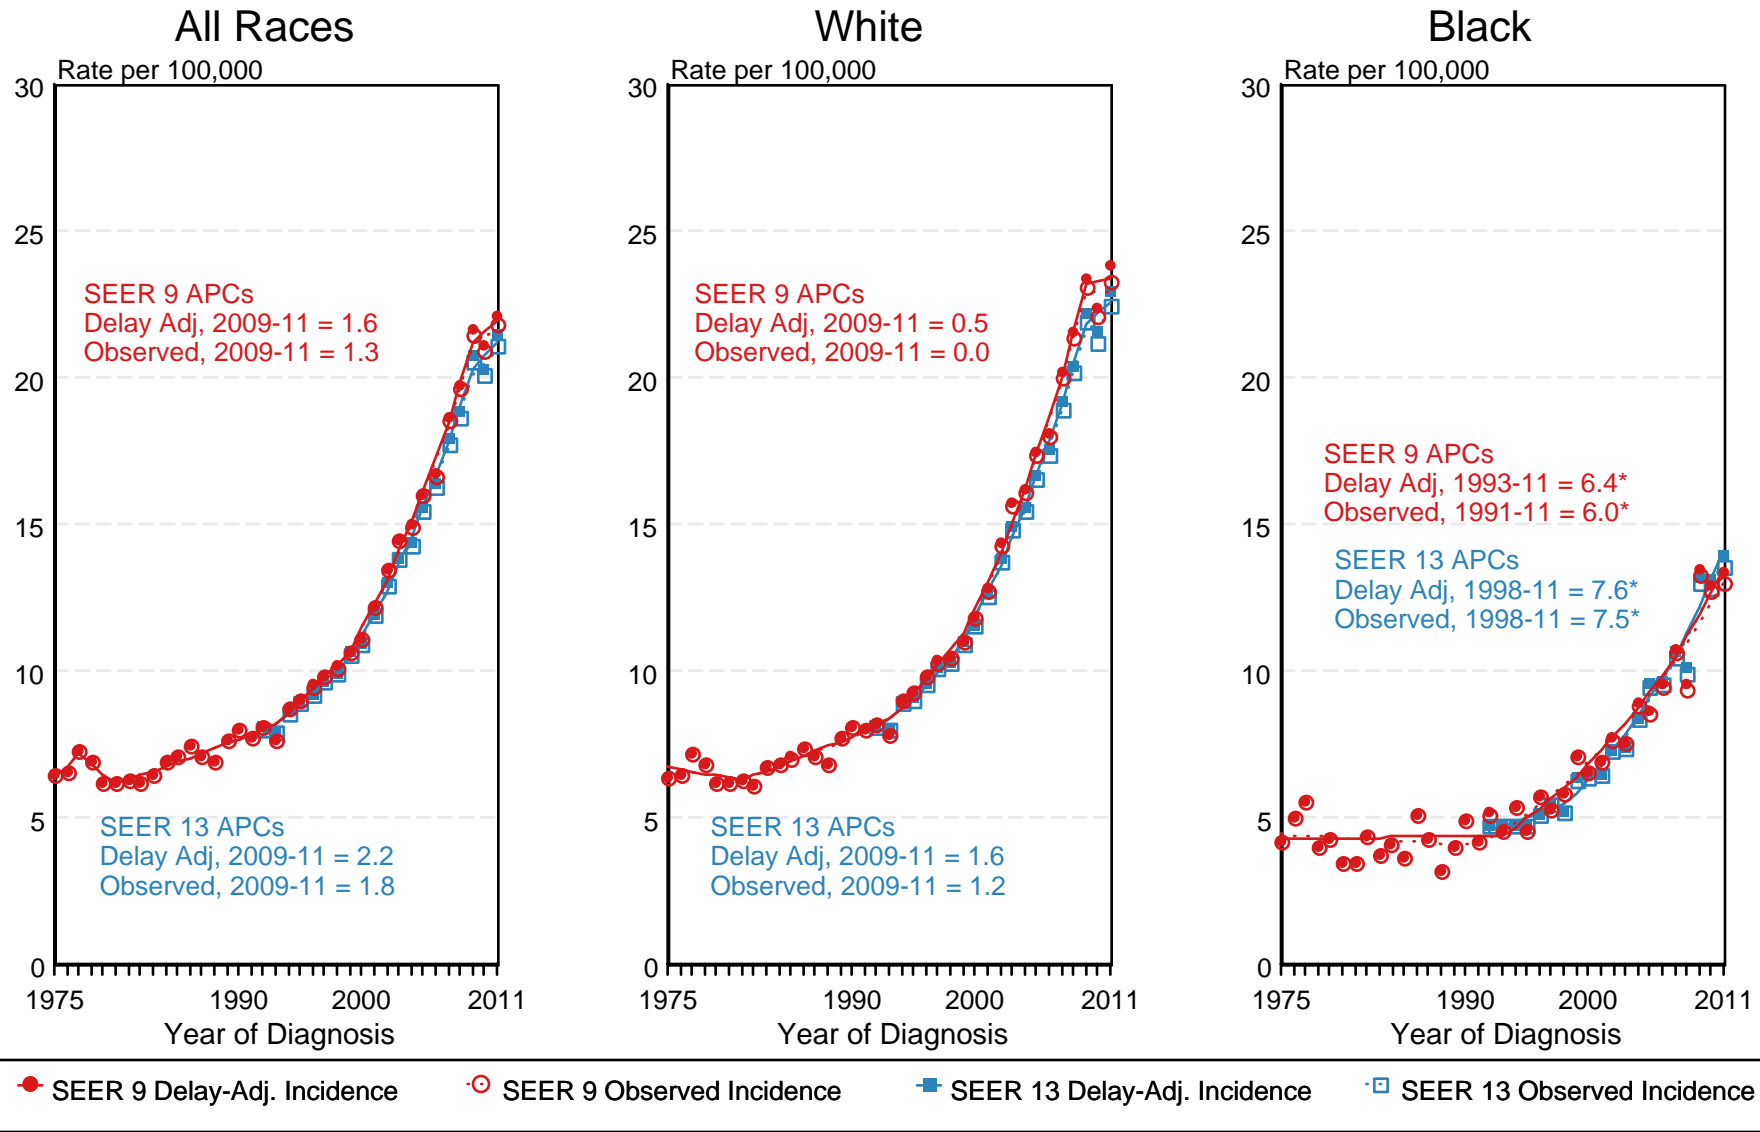 All Races
Rate per 100,000
30
25
20
15
10
5
0
SEER 9 APCs
Delay Adj, 2009-11 = 1.6
Observed, 2009-11 = 1.3
SEER 13 APCs
Delay Adj, 2009-11 = 2.2
Observed, 2009-11 = 1.8
1975 1990 2000 2011
Year of Diagnosis
White
Rate per 100,000
30
25
20
15
10
5
0
SEER 9 APCs
Delay Adj, 2009-11 = 0.5
Observed, 2009-11 = 0.0
SEER 13 APCs
Delay Adj, 2009-11 = 1.6
Observed, 2009-11 = 1.2
1975 1990 2000 2011
Year of Diagnosis
Black
Rate per 100,000
30
25
20
15
10
5
0
SEER 9 APCs
Delay Adj, 1993-11 = 6.4*
Observed, 1991-11 = 6.0*
SEER 13 APCs
Delay Adj, 1998-11 = 7.6*
Observed, 1998-11 = 7.5*
1975 1990 2000 2011
Year of Diagnosis
SEER 9 Delay-Adj. Incidence
SEER 9 Observed Incidence
SEER 13 Delay-Adj. Incidence
SEER 13 Observed Incidence